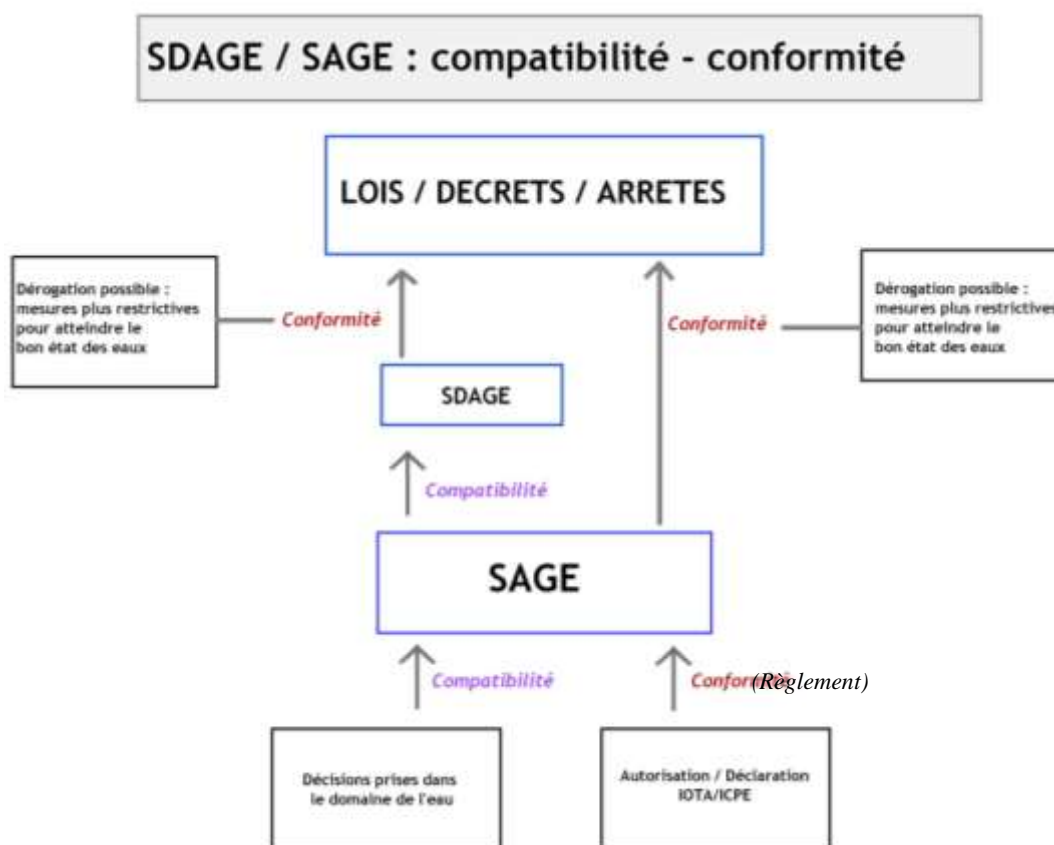 SDAGE / SAGE : compatibilité - conformité
LOIS / DECRETS / ARRETES
Dérogation possible :
mesures plus restrictives
pour atteindre le
bon état des eaux
Conformité
Conformité
Dérogation possible :
mesures plus restrictives
pour atteindre le
bon état des eaux
SDAGE
Compatibilité
SAGE
Compatibilité
Conformité
(Règlement)
Décisions prises dans
le domaine de l'eau
Autorisation / Déclaration
IOTA/ICPE